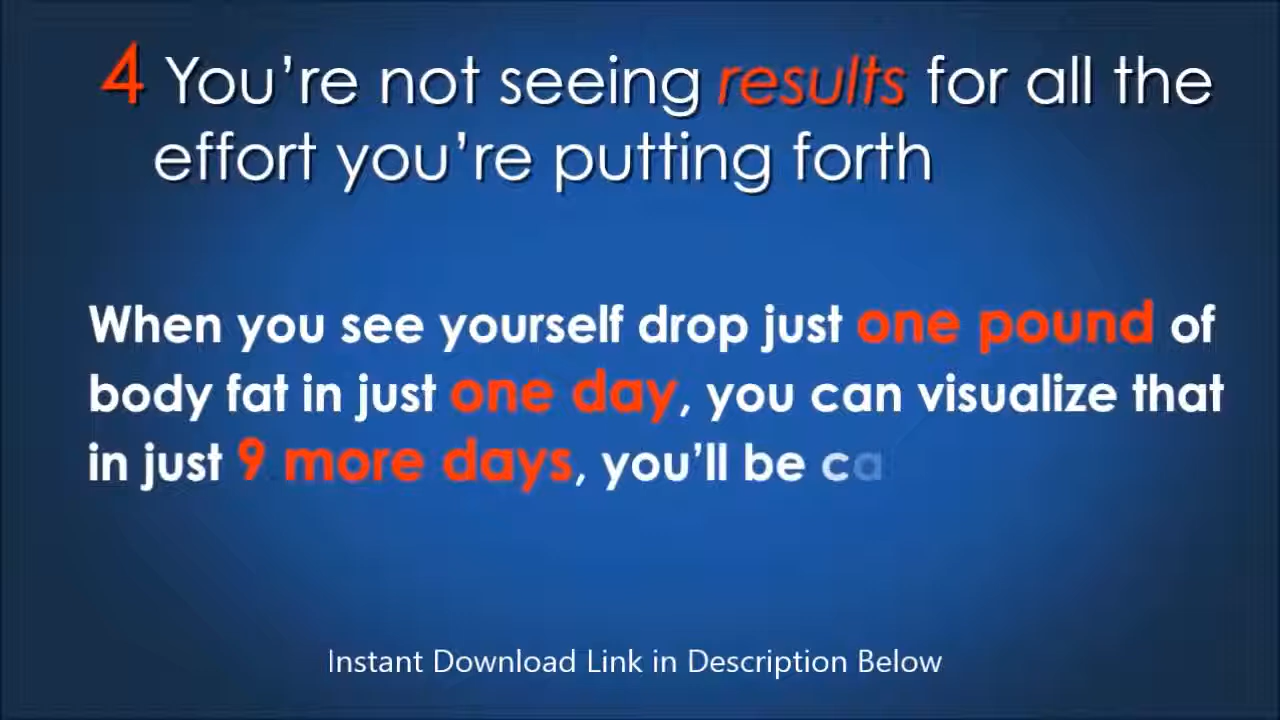 4 You're not seeing results for all the
effort you're putting forth
When you see yourself drop just one pound of
body fat in just one day, you can visualize that
in just 9 more days, you'll be ca
Instant Download Link in Description Below